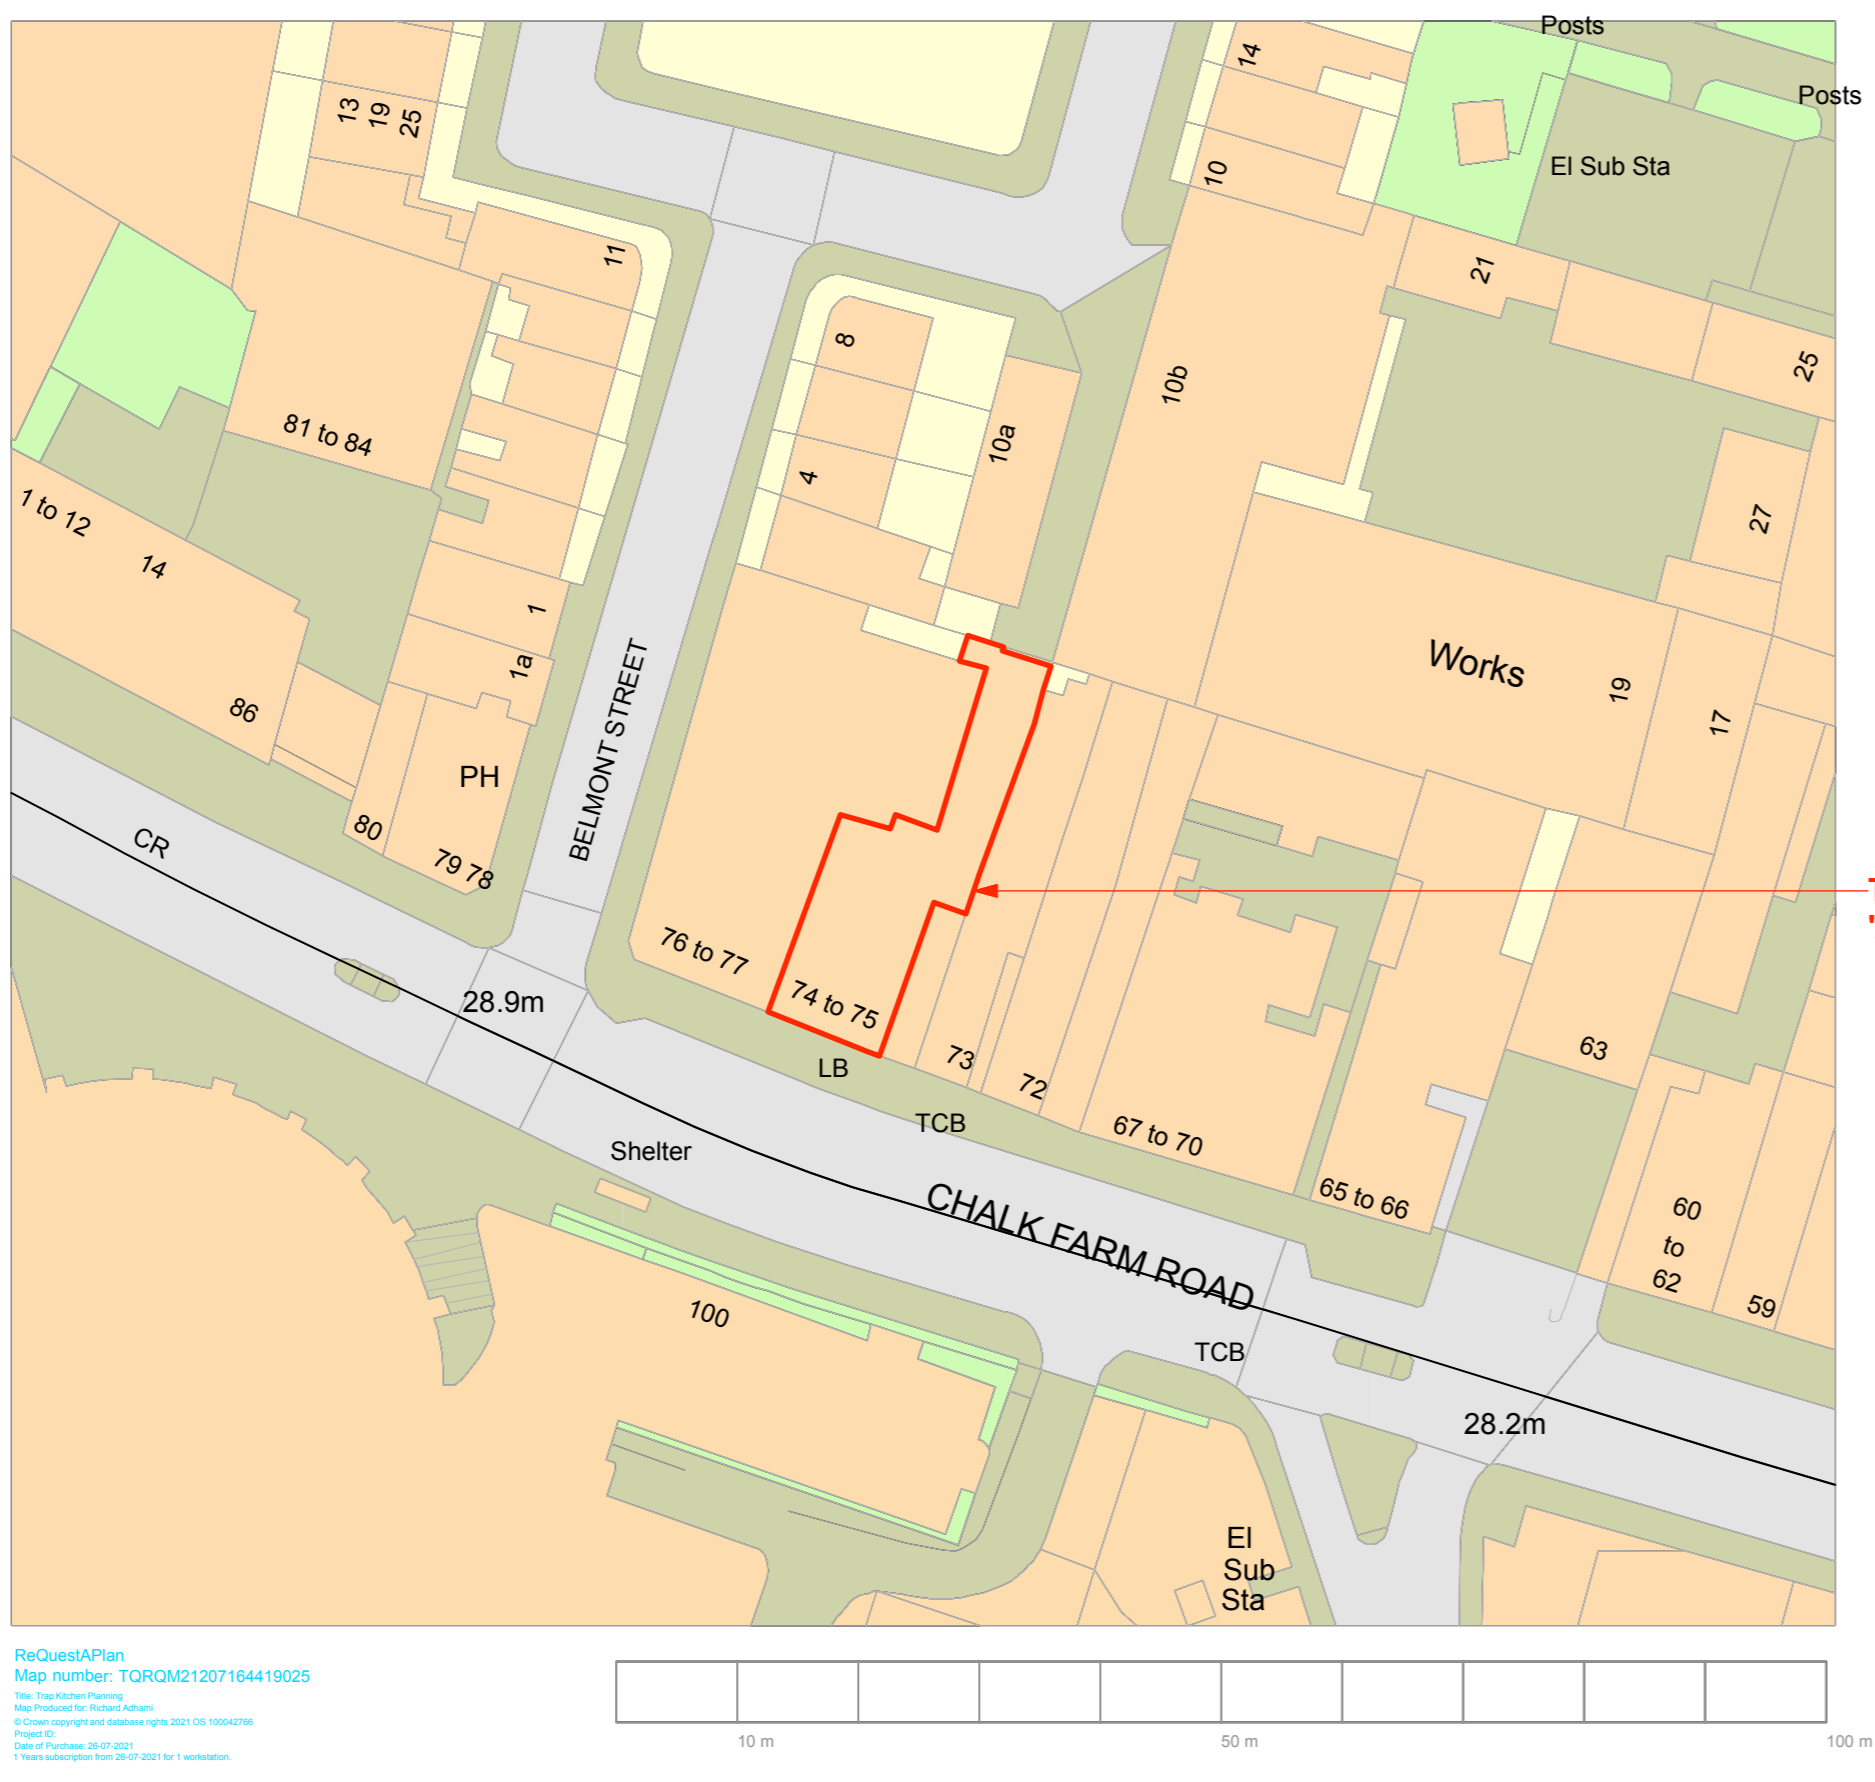 Posts
Posts
14
13
19
25
El Sub Sta
10
11
21
8
10b
25
81 to 84
10a
4
1 to 12
27
14
1
1a
Works
19
17
86
BELMONT STREET
PH
80
CR
79 78
76 to 77
74 to 75
28.9m
73
72
63
LB
TCB
67 to 70
Shelter
65 to 66
CHALK FARM ROAD
60
to
62
59
100
TCB
28.2m
El
Sub
Sta
ReQuestAPlan
Map number: TQRQM21207164419025
Title: Trap Kitchen Planning
Map Produced for: Richard Adhami
© Crown copyright and database rights 2021 OS 100042766
Project ID:
Date of Purchase: 26-07-2021
1 Years subscription from 26-07-2021 for 1 workstation.
10 m
50 m
100 m